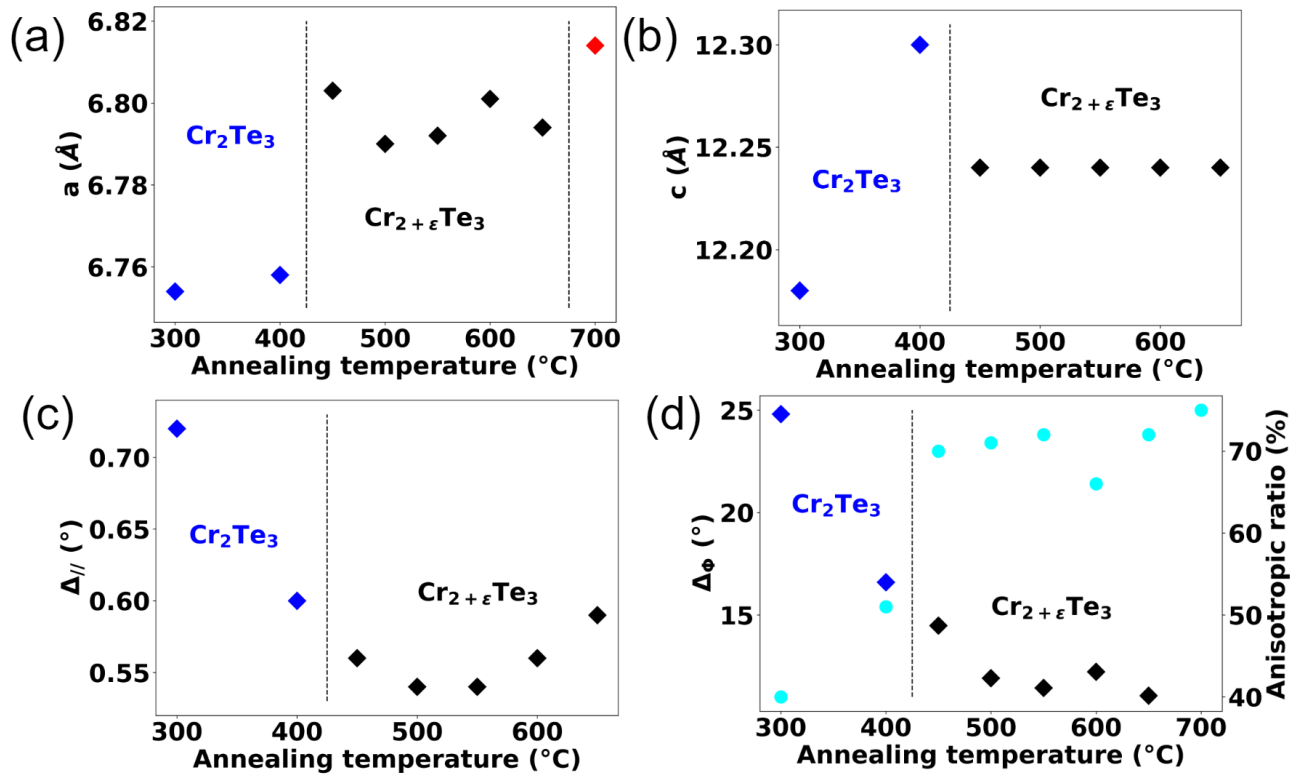 (a)
6.82
6.80
6.78
6.76
a (Å)
Cr₂Te₃
Cr₂₊εTe₃
300 400 500 600 700
Annealing temperature (°C)
(b)
12.30
12.25
12.20
c (Å)
Cr₂Te₃
Cr₂₊εTe₃
300 400 500 600
Annealing temperature (°C)
(c)
0.70
0.65
0.60
0.55
Δ// (°)
Cr₂Te₃
Cr₂₊εTe₃
300 400 500 600
Annealing temperature (°C)
(d)
25
20
15
ΔΦ (°)
Cr₂Te₃
Cr₂₊εTe₃
70
60
50
40
Anisotropic ratio (%)
300 400 500 600 700
Annealing temperature (°C)